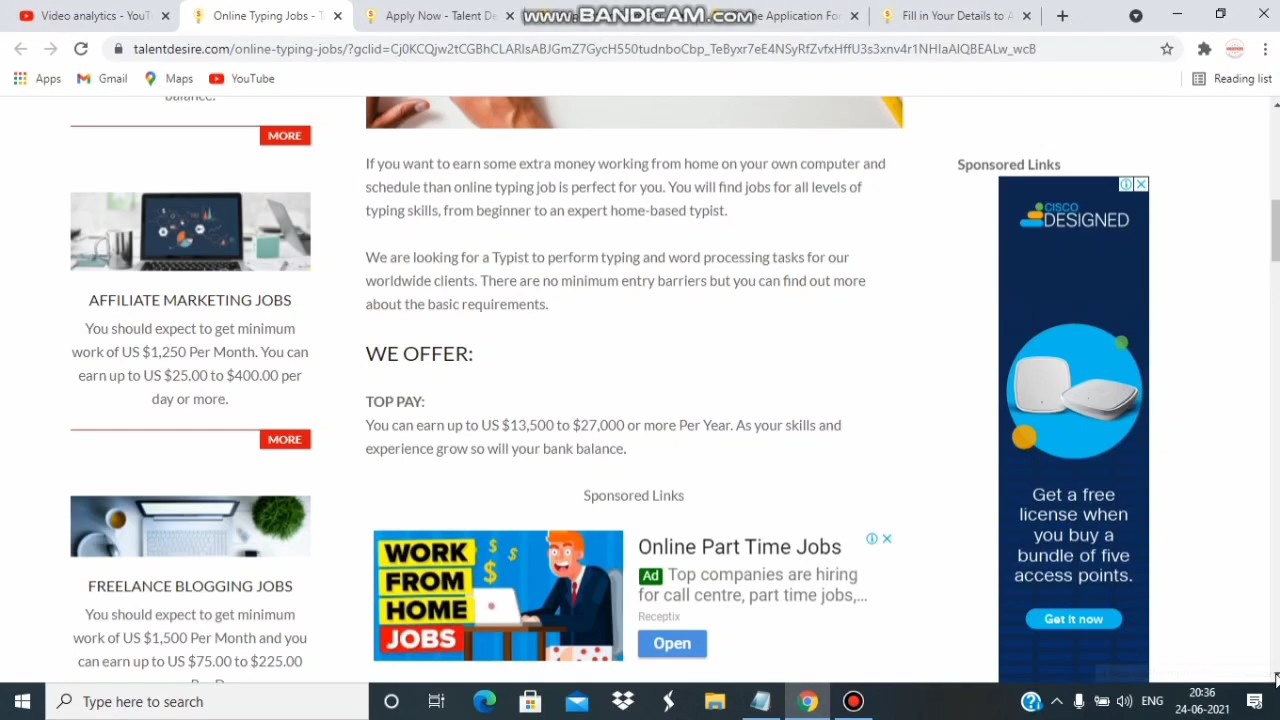 Video analytics - YouT
Online Typing Jobs - T
Apply Now - Talent De
www.BANDICAM.com
e Application Fo
Fill in Your Details to A
talentdesire.com/online-typing-jobs/?gclid=Cj0KCQjw2tCGBhCLARIsABJGmZ7GycH550tudnboCbp_TeByxr7eE4NSyRfZvfxHffU3s3xnv4r1NHIaAlQBEALw_wcB
Apps
Gmail
Maps
YouTube
Reading list
balance.
MORE
AFFILIATE MARKETING JOBS
You should expect to get minimum
work of US $1,250 Per Month. You can
earn up to US $25.00 to $400.00 per
day or more.
MORE
FREELANCE BLOGGING JOBS
You should expect to get minimum
work of US $1,500 Per Month and you
can earn up to US $75.00 to $225.00
If you want to earn some extra money working from home on your own computer and
schedule than online typing job is perfect for you. You will find jobs for all levels of
typing skills, from beginner to an expert home-based typist.
We are looking for a Typist to perform typing and word processing tasks for our
worldwide clients. There are no minimum entry barriers but you can find out more
about the basic requirements.
WE OFFER:
TOP PAY:
You can earn up to US $13,500 to $27,000 or more Per Year. As your skills and
experience grow so will your bank balance.
Sponsored Links
WORK
FROM
HOME
JOBS
Online Part Time Jobs
Ad Top companies are hiring
for call centre, part time jobs,...
Receptix
Open
Sponsored Links
CISCO
DESIGNED
Get a free
license when
you buy a
bundle of five
access points.
Get it now
Type here to search
ENG
20:36
24-06-2021